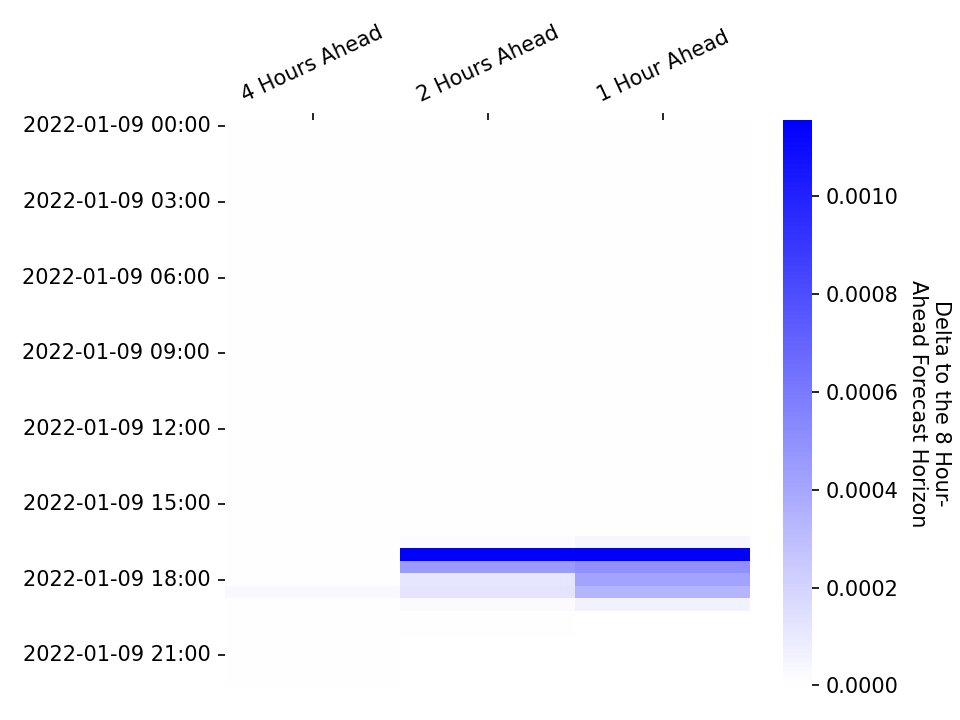 4 Hours Ahead
2 Hours Ahead
1 Hour Ahead
2022-01-09 00:00
2022-01-09 03:00
2022-01-09 06:00
2022-01-09 09:00
2022-01-09 12:00
2022-01-09 15:00
2022-01-09 18:00
2022-01-09 21:00
0.0010
0.0008
0.0006
0.0004
0.0002
0.0000
Delta to the 8 Hour-
Ahead Forecast Horizon